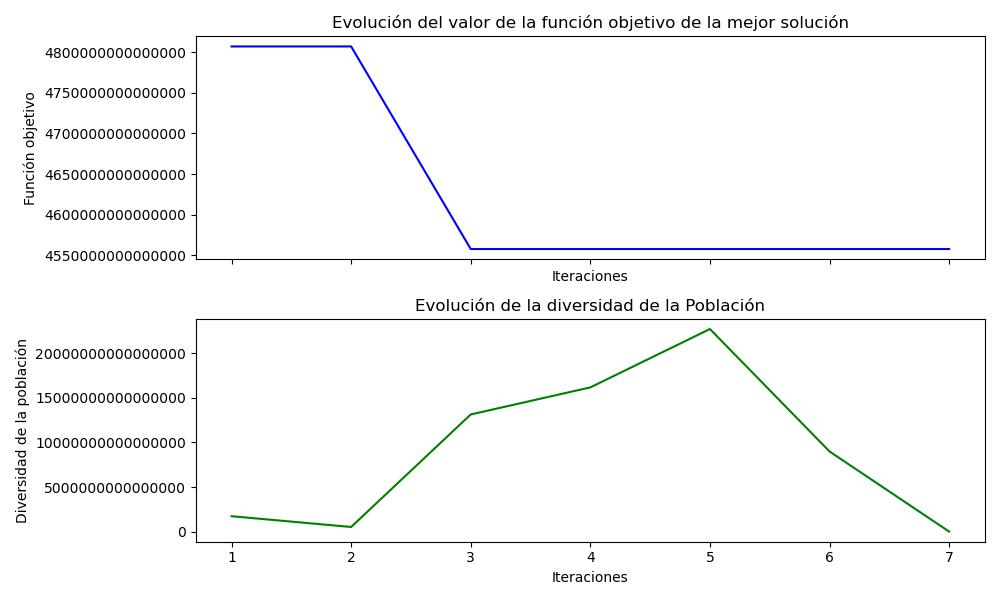 Evolución del valor de la función objetivo de la mejor solución
Función objetivo
4800000000000000
4750000000000000
4700000000000000
4650000000000000
4600000000000000
4550000000000000
Iteraciones
Evolución de la diversidad de la Población
Diversidad de la población
20000000000000000
15000000000000000
10000000000000000
5000000000000000
0
1 2 3 4 5 6 7
Iteraciones